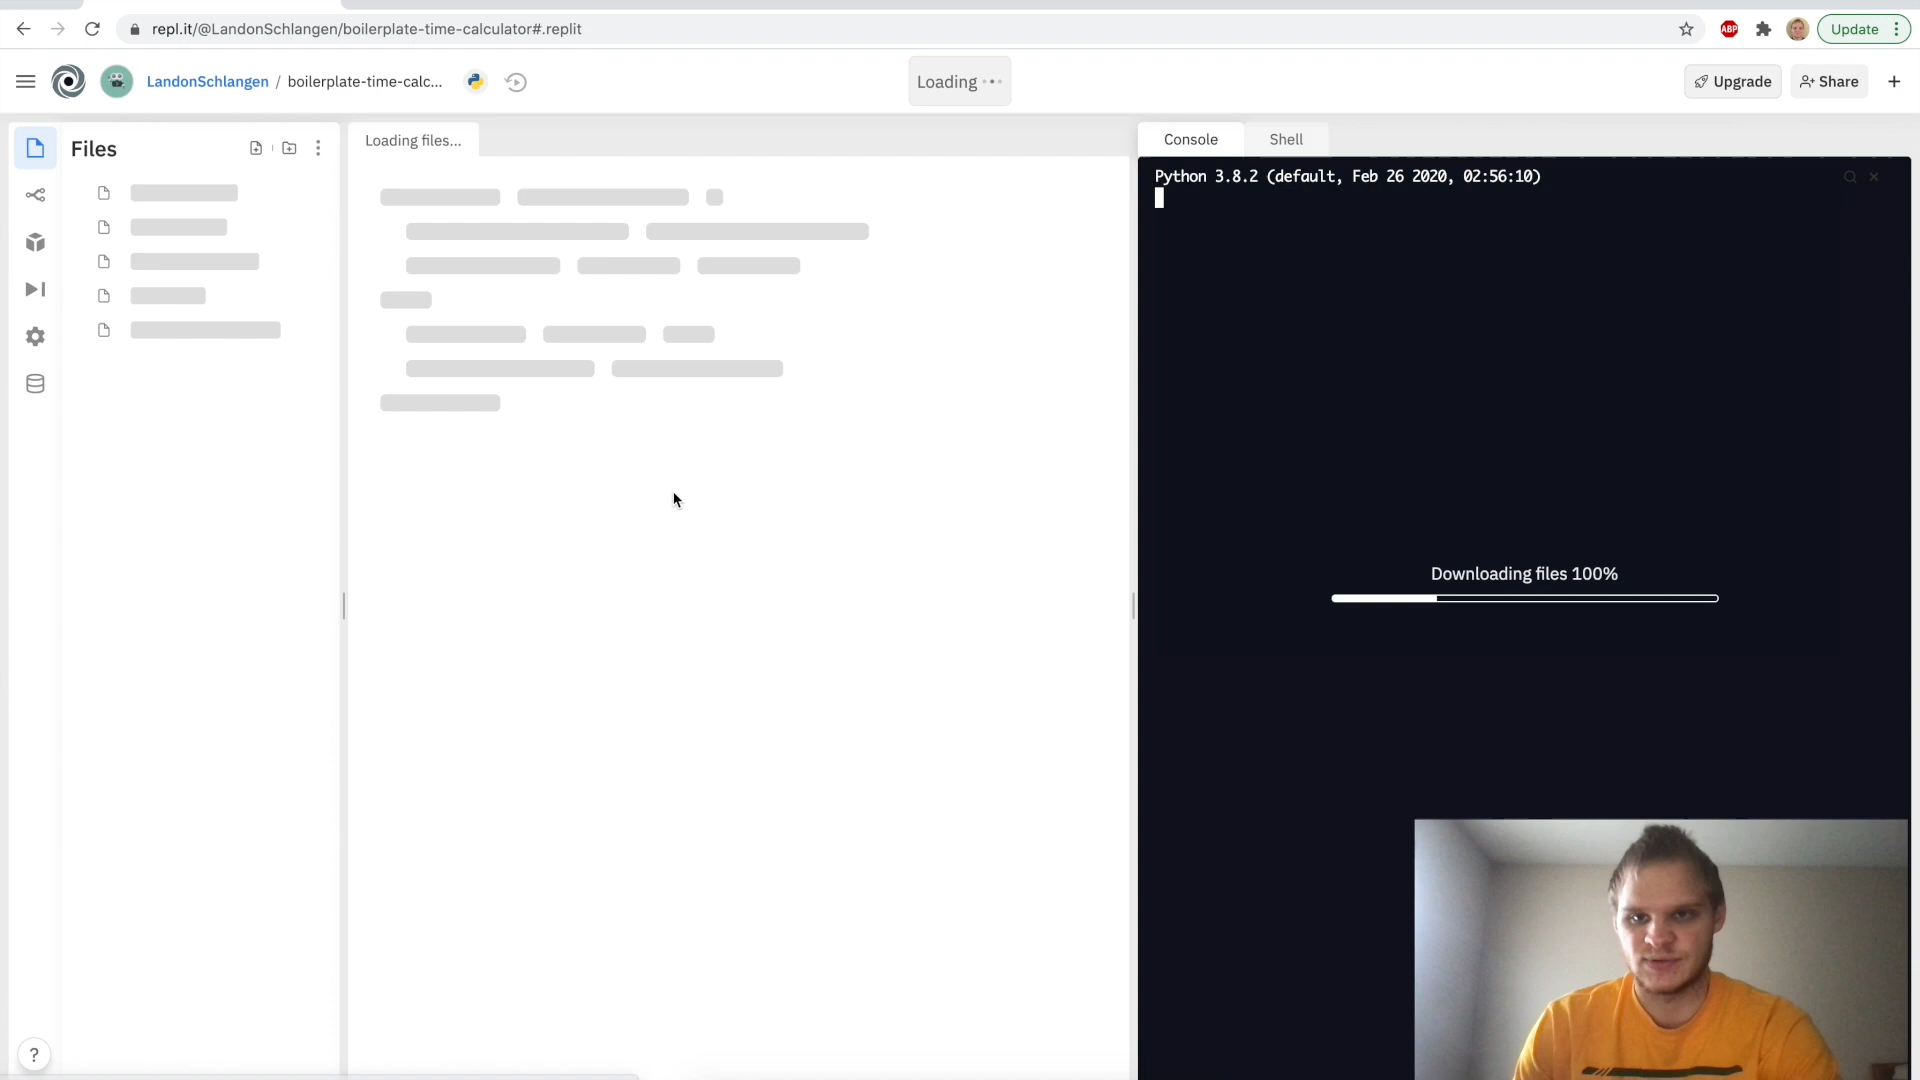 repl.it/@LandonSchlangen/boilerplate-time-calculator#.replit
ABP
Update
LandonSchlangen / boilerplate-time-calc...
Loading
Upgrade
Share
Files
Loading files...
Console
Shell
Python 3.8.2 (default, Feb 26 2020, 02:56:10)
Downloading files 100%
?